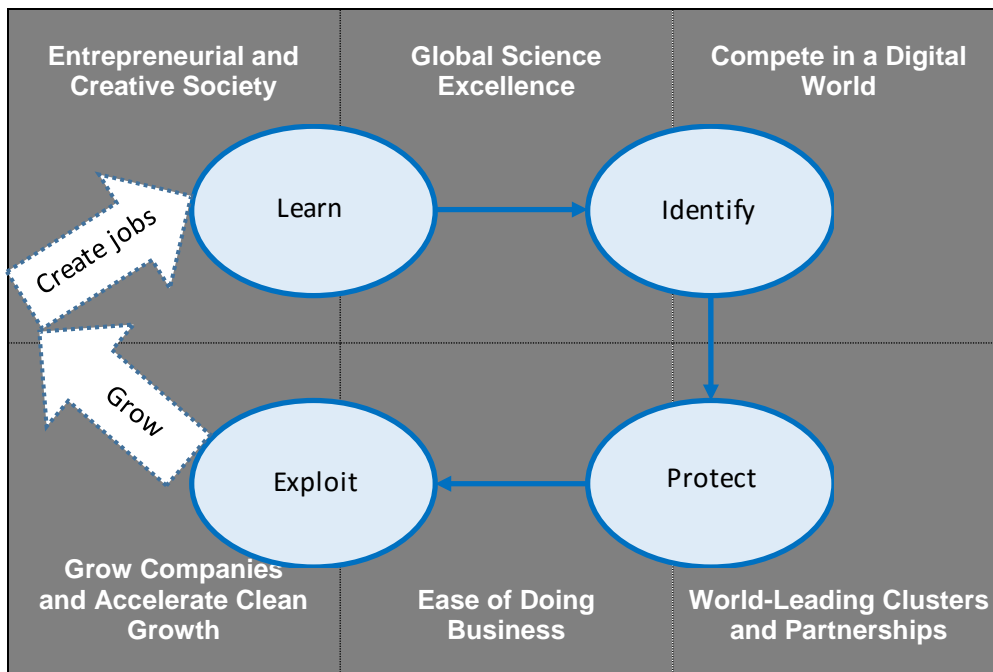 Entrepreneurial and
Creative Society
Global Science
Excellence
Compete in a Digital
World
Learn
Identify
Create jobs
Grow
Exploit
Protect
Grow Companies
and Accelerate Clean
Growth
Ease of Doing
Business
World-Leading Clusters
and Partnerships